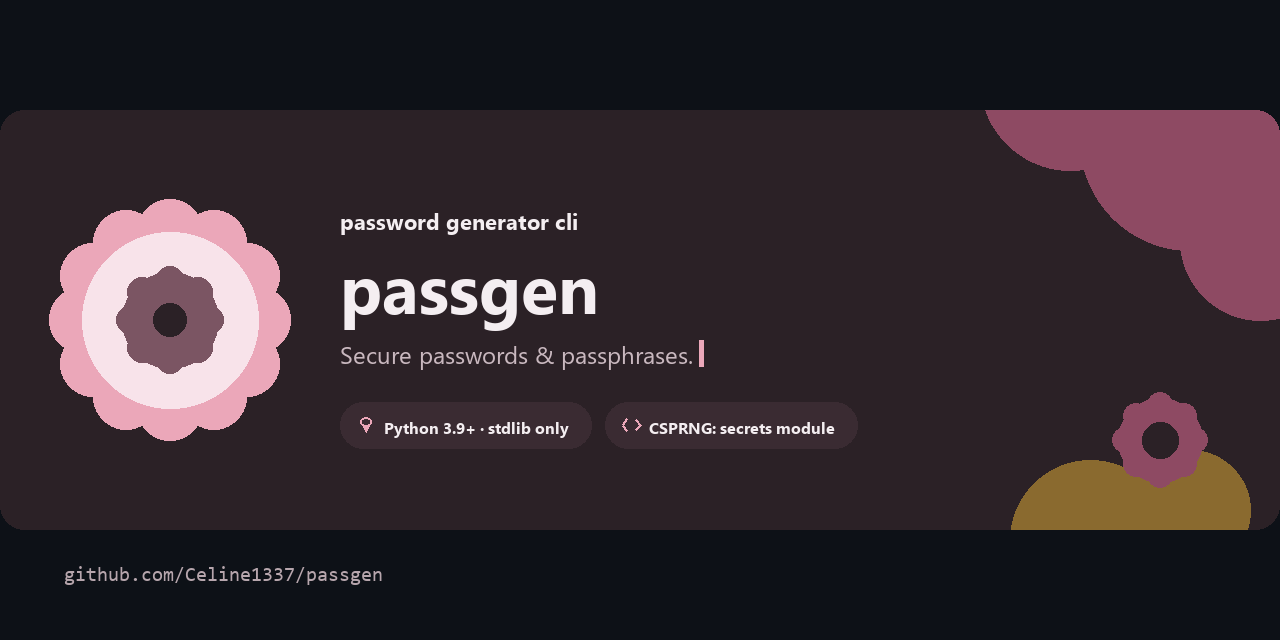 password generator cli
passgen
Secure passwords & passphrases.
Python 3.9+ · stdlib only
CSPRNG: secrets module
github.com/Celine1337/passgen